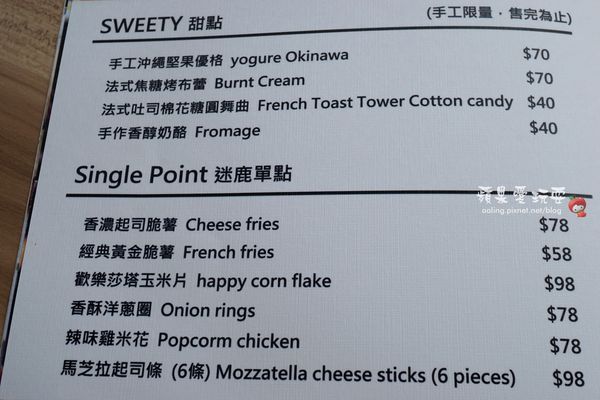 SWEETY 甜點 (手工限量．售完為止)
手工沖繩堅果優格 yogure Okinawa $70
法式焦糖烤布蕾 Burnt Cream $70
法式吐司棉花糖圓舞曲 French Toast Tower Cotton candy $40
手作香醇奶酪 Fromage $40
Single Point 迷鹿單點
蘋果愛玩耍
aaling.pixnet.net/blog
香濃起司脆薯 Cheese fries $78
經典黃金脆薯 French fries $58
歡樂莎塔玉米片 happy corn flake $98
香酥洋蔥圈 Onion rings $78
辣味雞米花 Popcorm chicken $78
馬芝拉起司條 (6條) Mozzatella cheese sticks (6 pieces) $98